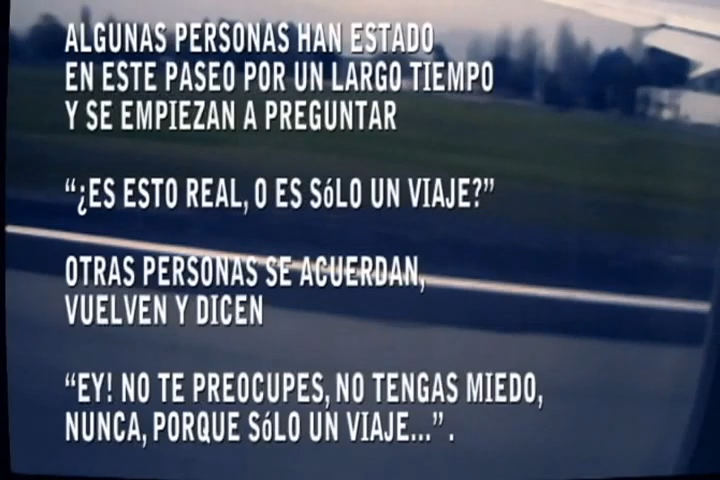 ALGUNAS PERSONAS HAN ESTADO
EN ESTE PASEO POR UN LARGO TIEMPO
Y SE EMPIEZAN A PREGUNTAR
“¿ES ESTO REAL, O ES SóLO UN VIAJE?”
OTRAS PERSONAS SE ACUERDAN,
VUELVEN Y DICEN
“EY! NO TE PREOCUPES, NO TENGAS MIEDO,
NUNCA, PORQUE SóLO UN VIAJE...” .